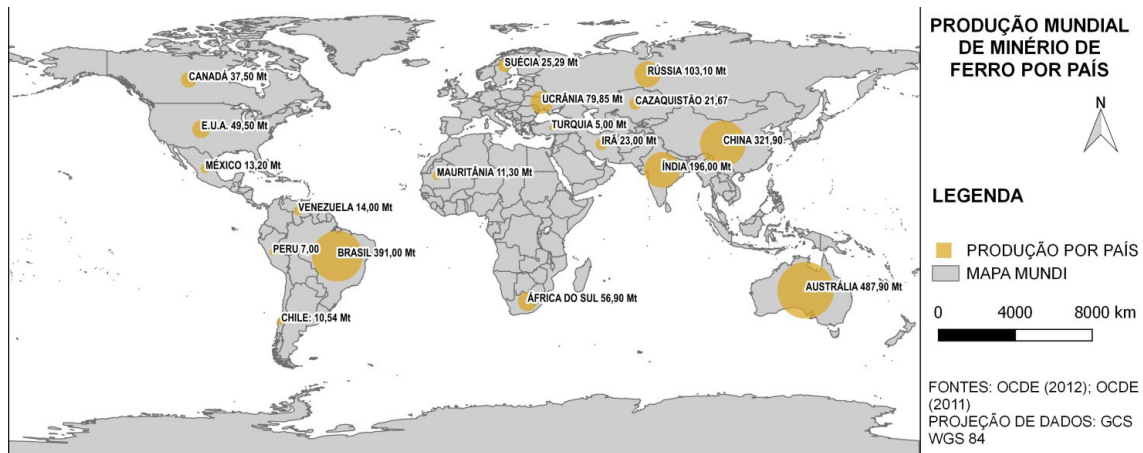 PRODUÇÃO MUNDIAL
DE MINÉRIO DE
FERRO POR PAÍS
N
CANADÁ 37,50 Mt
E.U.A. 49,50 Mt
MÉXICO 13,20 Mt
VENEZUELA 14,00 Mt
PERU 7,00
BRASIL 391,00 Mt
CHILE: 10,54 Mt
SUÉCIA 25,29 Mt
RÚSSIA 103,10 Mt
UCRÂNIA 79,85 Mt
CAZAQUISTÃO 21,67
TURQUIA 5,00 Mt
IRÃ 23,00 Mt
CHINA 321,90
ÍNDIA 196,00 Mt
MAURITÂNIA 11,30 Mt
ÁFRICA DO SUL 56,90 Mt
AUSTRÁLIA 487,90 Mt
LEGENDA
PRODUÇÃO POR PAÍS
MAPA MUNDI
0 4000 8000 km
FONTES: OCDE (2012); OCDE
(2011)
PROJEÇÃO DE DADOS: GCS
WGS 84